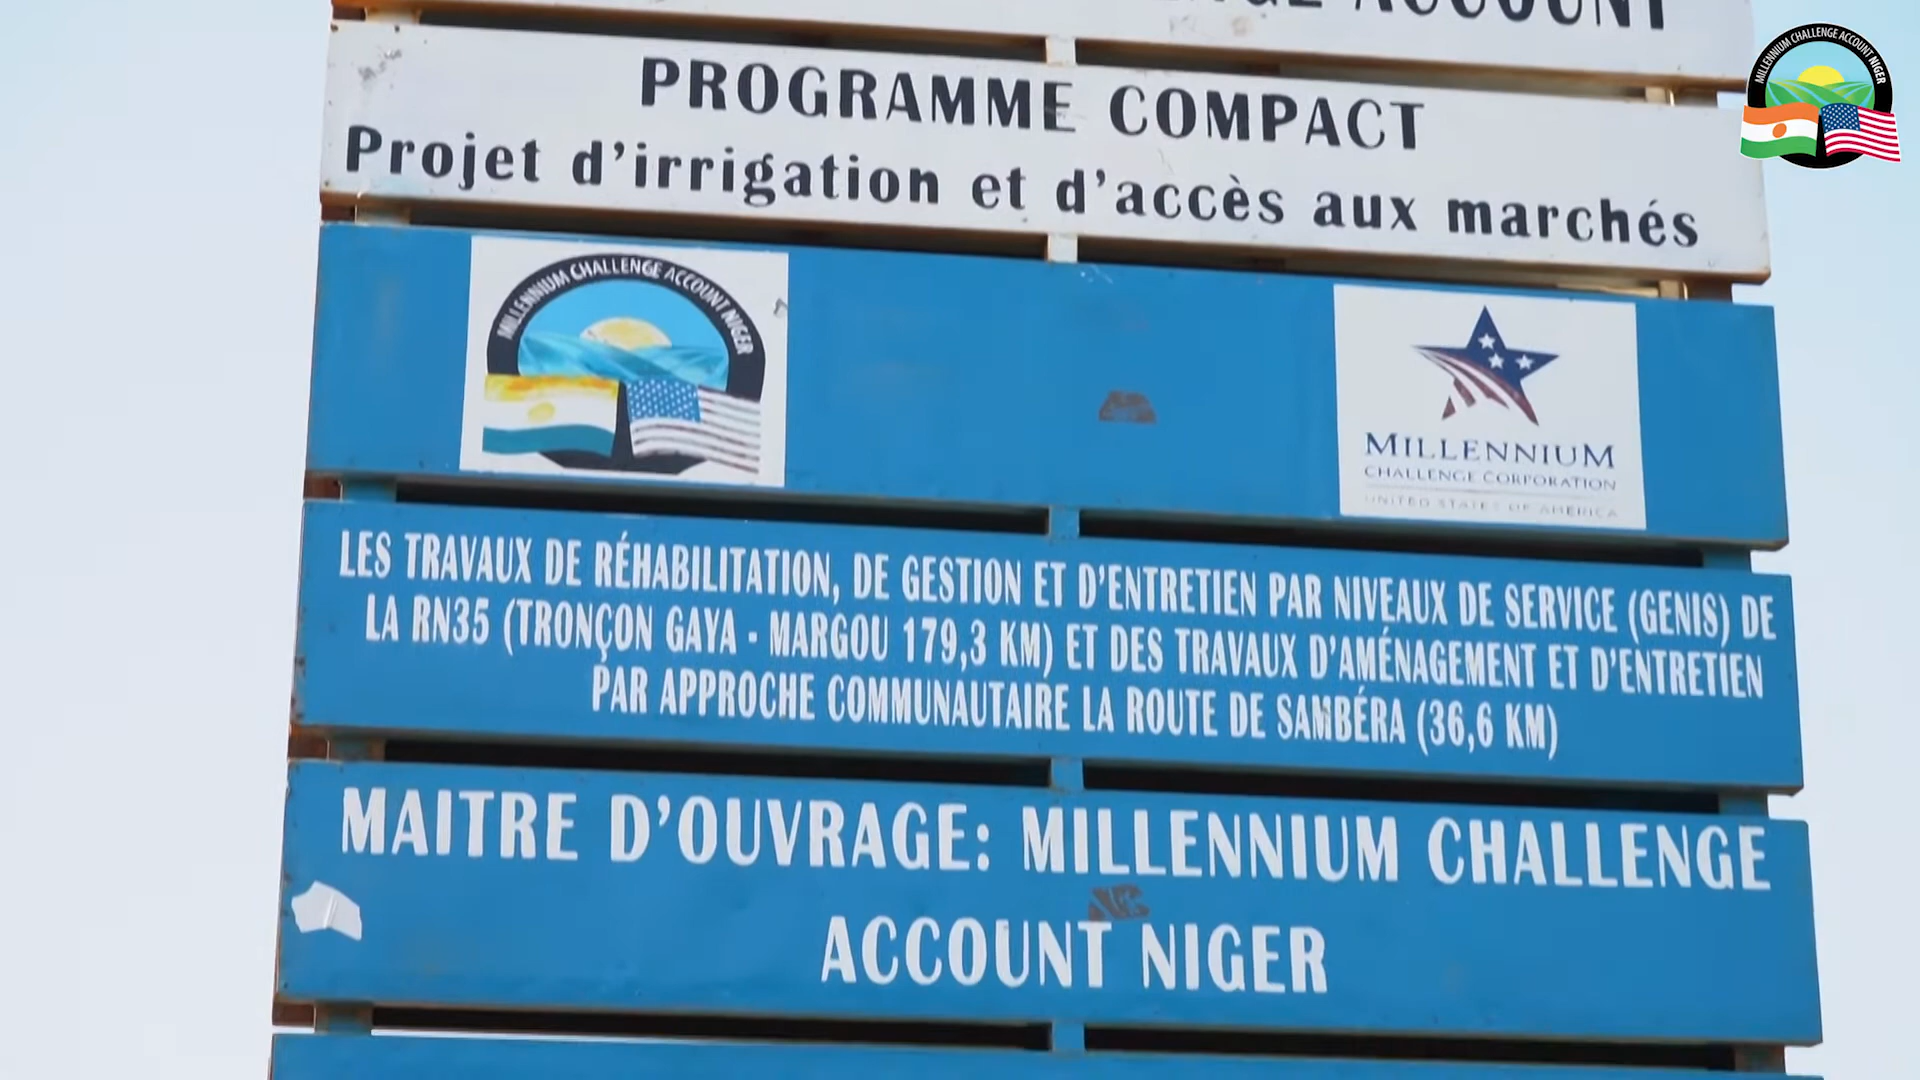 ACCOUNT
MILLENNIUM CHALLENGE ACCOUNT NIGER
PROGRAMME COMPACT
Projet d'irrigation et d'accès aux marchés
MILLENNIUM CHALLENGE ACCOUNT NIGER
MILLENNIUM
CHALLENGE CORPORATION
UNITED STATES OF AMERICA
LES TRAVAUX DE RÉHABILITATION, DE GESTION ET D'ENTRETIEN PAR NIVEAUX DE SERVICE (GENIS) DE
LA RN35 (TRONÇON GAYA - MARGOU 179,3 KM) ET DES TRAVAUX D'AMÉNAGEMENT ET D'ENTRETIEN
PAR APPROCHE COMMUNAUTAIRE LA ROUTE DE SAMBÉRA (36,6 KM)
MAITRE D'OUVRAGE: MILLENNIUM CHALLENGE
ACCOUNT NIGER